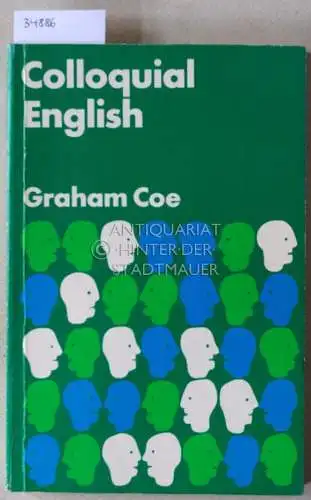 34886
Colloquial
English
Graham Coe
ANTIQUARIAT
© HINTER · DER ·
STADTMAUER